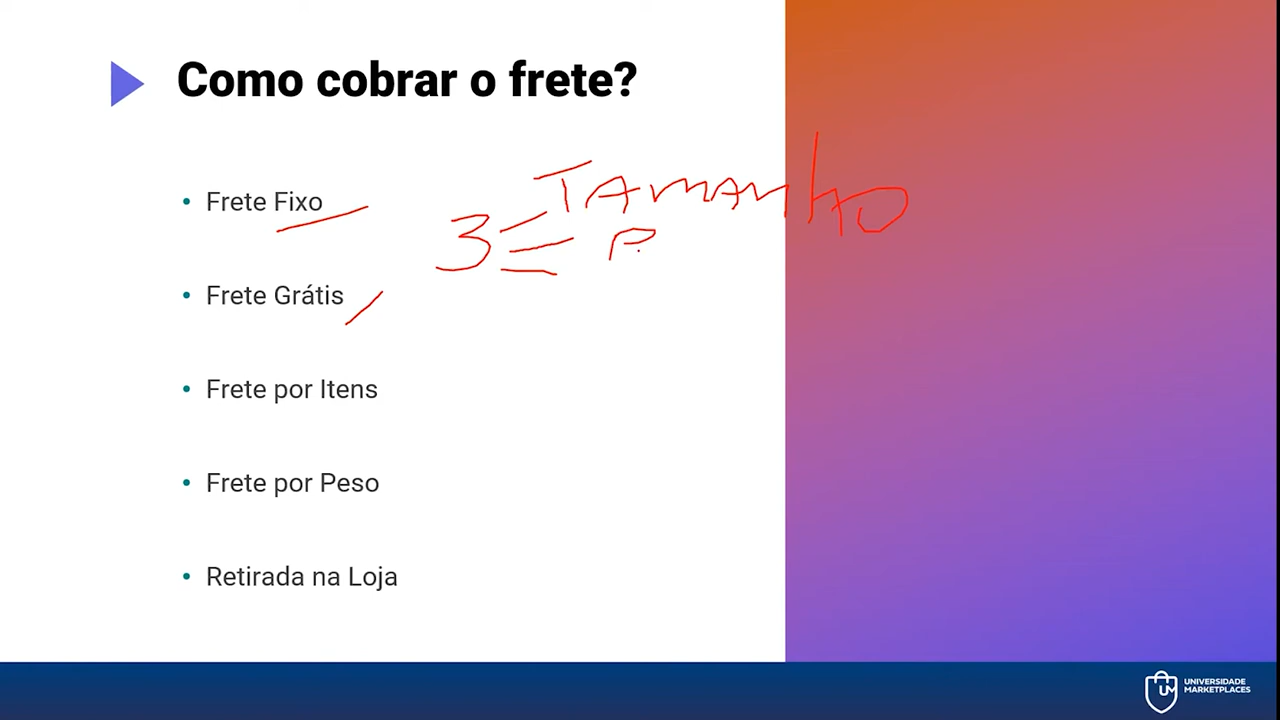 Como cobrar o frete?
Frete Fixo
TAMANHO
3
P
Frete Grátis
Frete por Itens
Frete por Peso
Retirada na Loja
UM
UNIVERSIDADE
MARKETPLACES